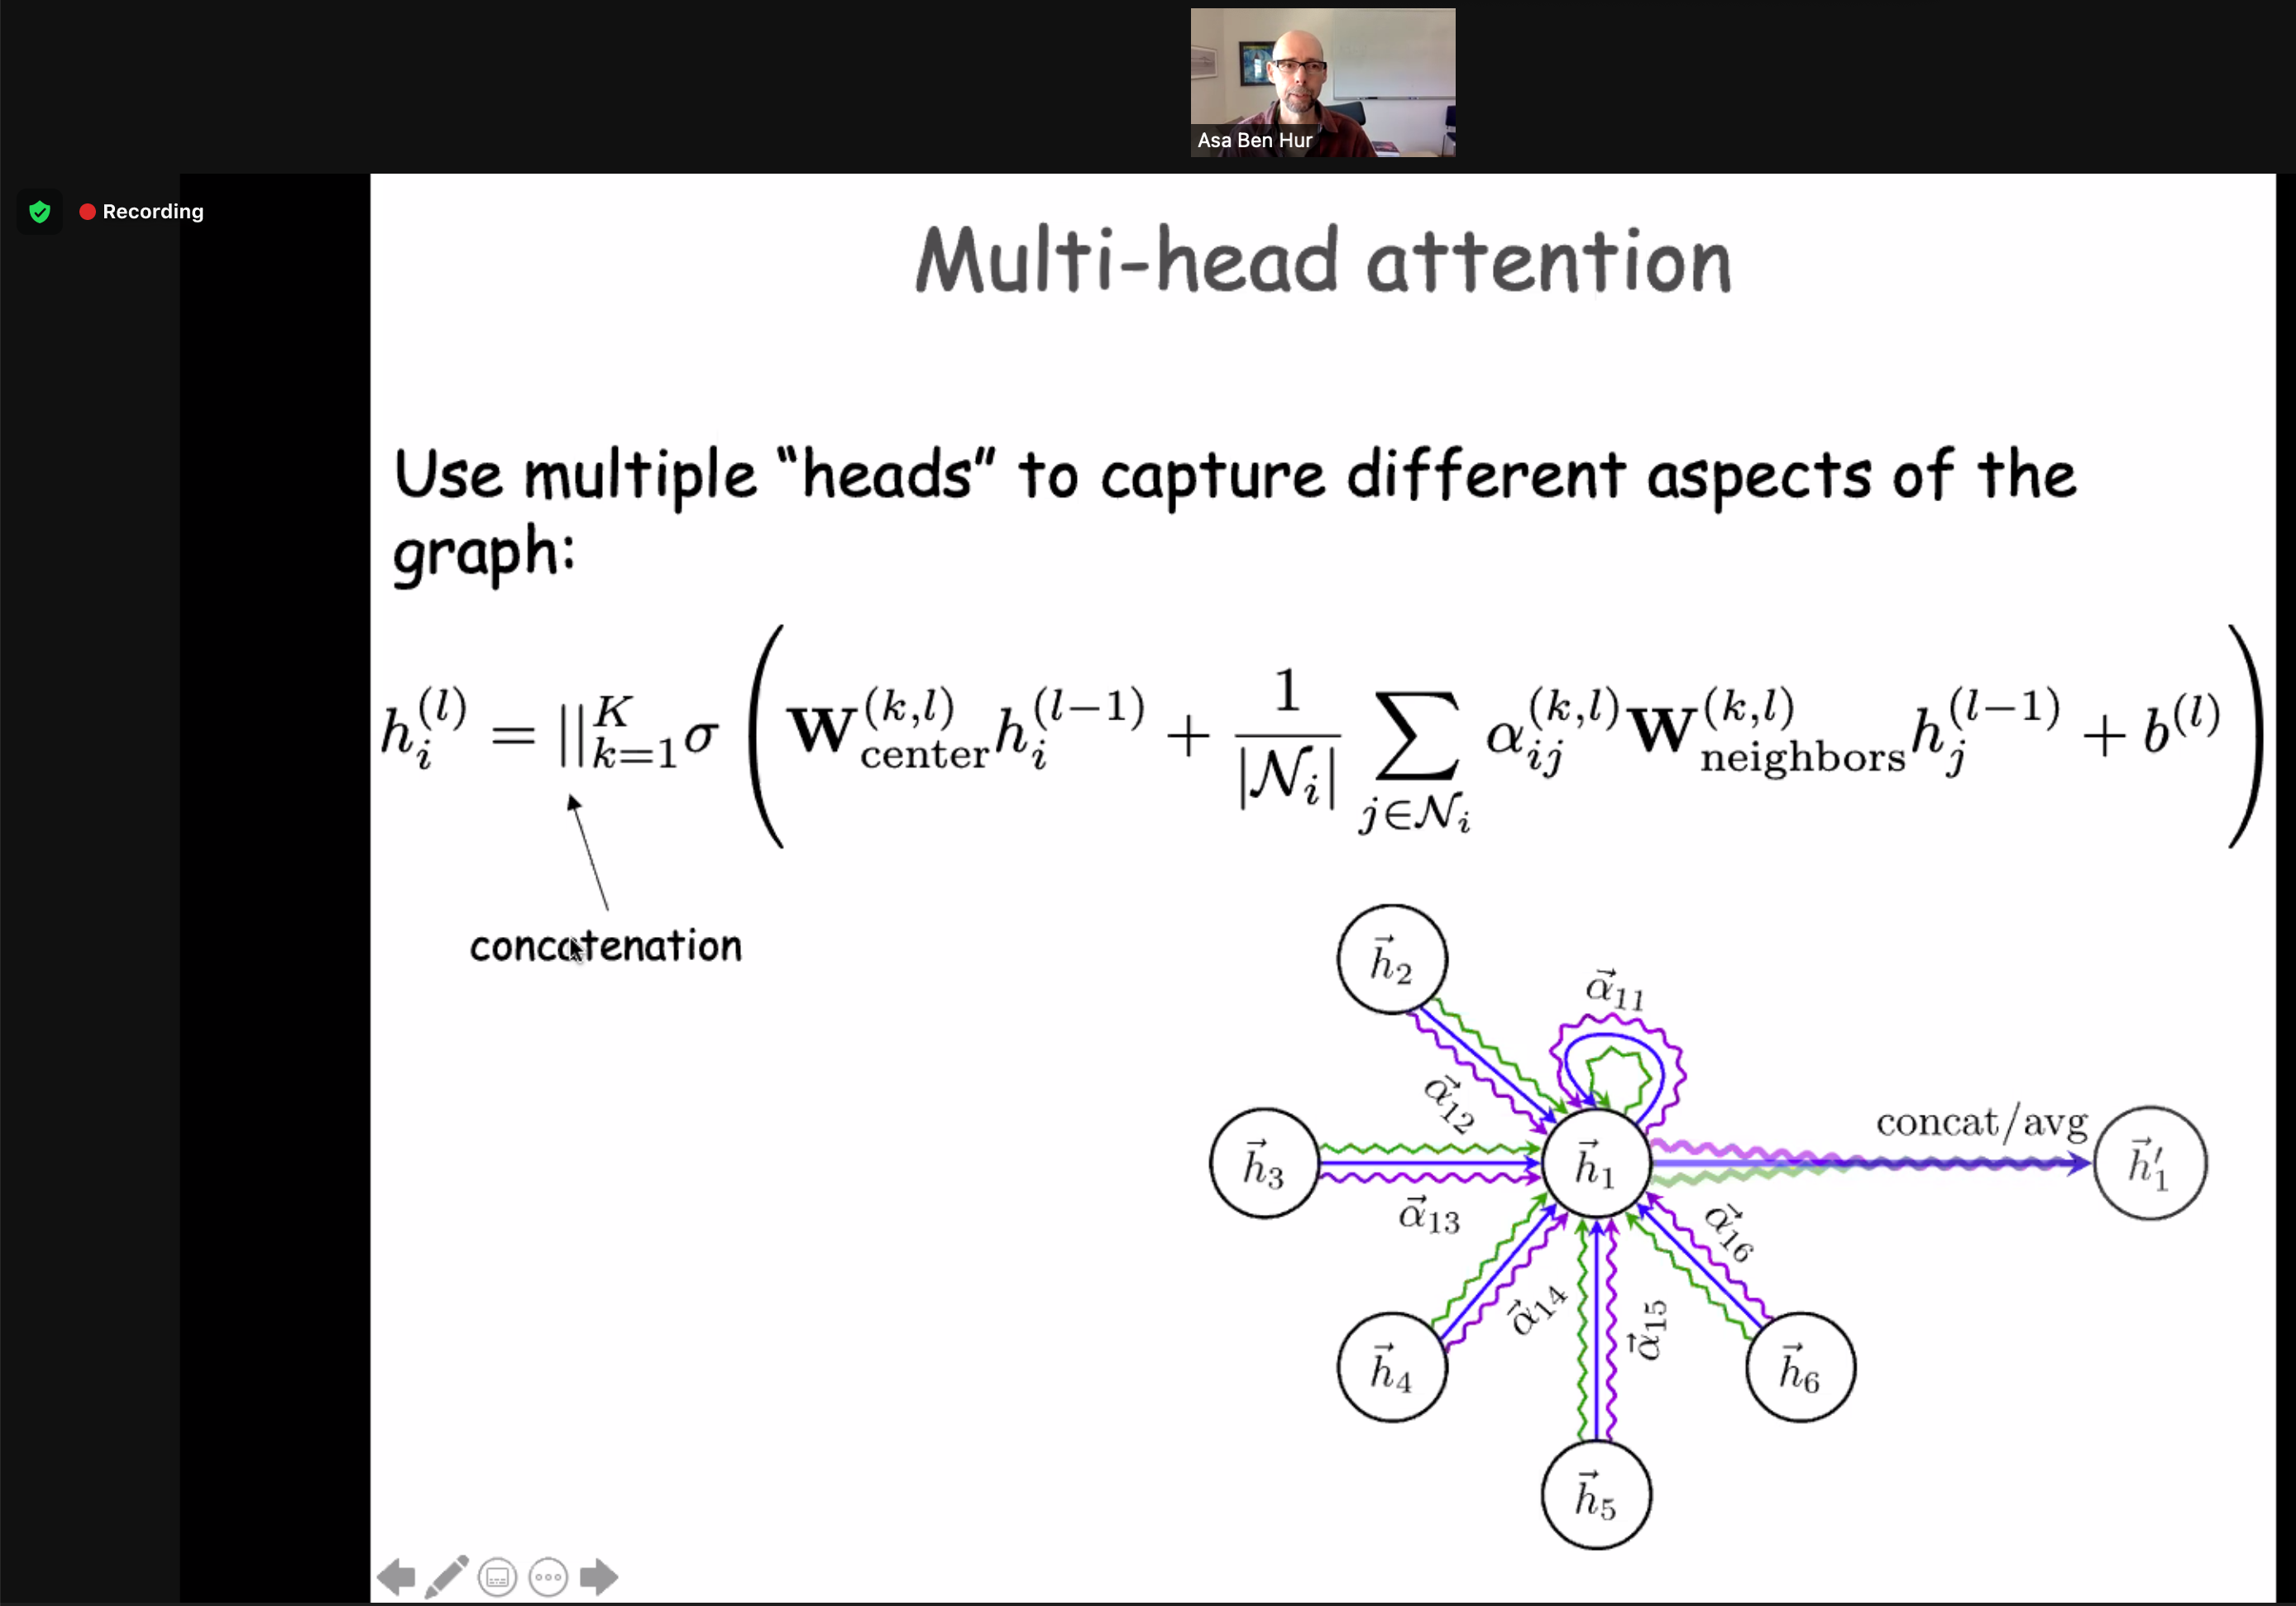 Asa Ben Hur
Recording
Multi-head attention
Use multiple “heads” to capture different aspects of the
graph:
$h_i^{(l)} = ||_{k=1}^{K} \sigma \left( \mathbf{W}_{\text{center}}^{(k,l)} h_i^{(l-1)} + \frac{1}{|\mathcal{N}_i|} \sum_{j \in \mathcal{N}_i} \alpha_{ij}^{(k,l)} \mathbf{W}_{\text{neighbors}}^{(k,l)} h_j^{(l-1)} + b^{(l)} \right)$
concatenation
$\vec{h}_2$
$\vec{\alpha}_{11}$
$\vec{\alpha}_{12}$
concat/avg
$\vec{h}_3$
$\vec{h}_1$
$\vec{h}_1'$
$\vec{\alpha}_{13}$
$\vec{\alpha}_{16}$
$\vec{\alpha}_{14}$
$\vec{\alpha}_{15}$
$\vec{h}_4$
$\vec{h}_6$
$\vec{h}_5$